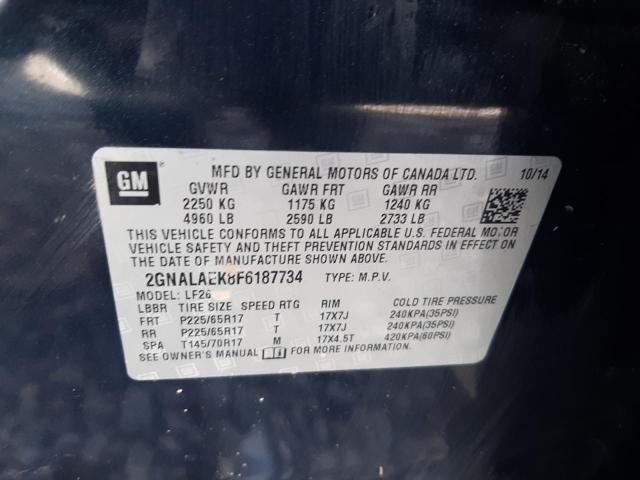 GM
MFD BY GENERAL MOTORS OF CANADA LTD. 10/14
GVWR GAWR FRT GAWR RR
2250 KG 1175 KG 1240 KG
4960 LB 2590 LB 2733 LB
THIS VEHICLE CONFORMS TO ALL APPLICABLE U.S. FEDERAL MOTOR
VEHICLE SAFETY AND THEFT PREVENTION STANDARDS IN EFFECT ON
THE DATE OF MANUFACTURE SHOWN ABOVE.
2GNALAEK8F6187734 TYPE: M.P.V.
MODEL: LF26
LBBR TIRE SIZE SPEED RTG RIM COLD TIRE PRESSURE
FRT P225/65R17 T 17X7J 240KPA(35PSI)
RR P225/65R17 T 17X7J 240KPA(35PSI)
SPA T145/70R17 M 17X4.5T 420KPA(60PSI)
SEE OWNER'S MANUAL FOR MORE INFORMATION.